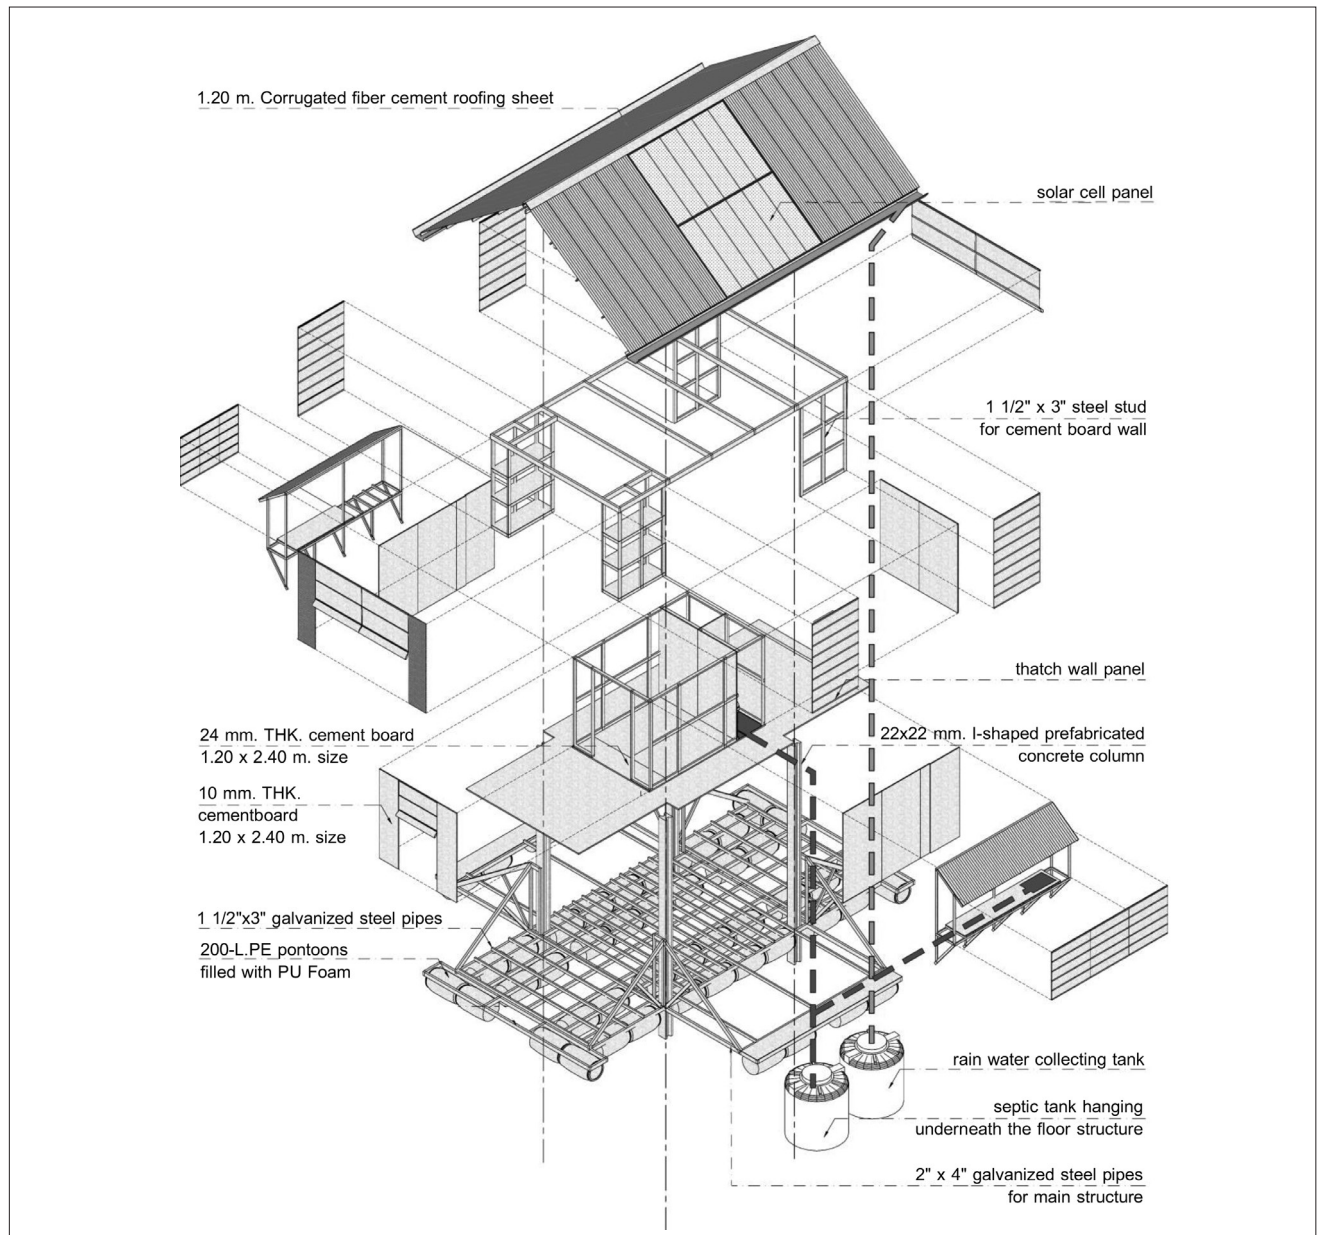 1.20 m. Corrugated fiber cement roofing sheet
solar cell panel
1 1/2" x 3" steel stud
for cement board wall
thatch wall panel
24 mm. THK. cement board
1.20 x 2.40 m. size
22x22 mm. I-shaped prefabricated
concrete column
10 mm. THK.
cementboard
1.20 x 2.40 m. size
1 1/2"x3" galvanized steel pipes
200-L.PE pontoons
filled with PU Foam
rain water collecting tank
septic tank hanging
underneath the floor structure
2" x 4" galvanized steel pipes
for main structure